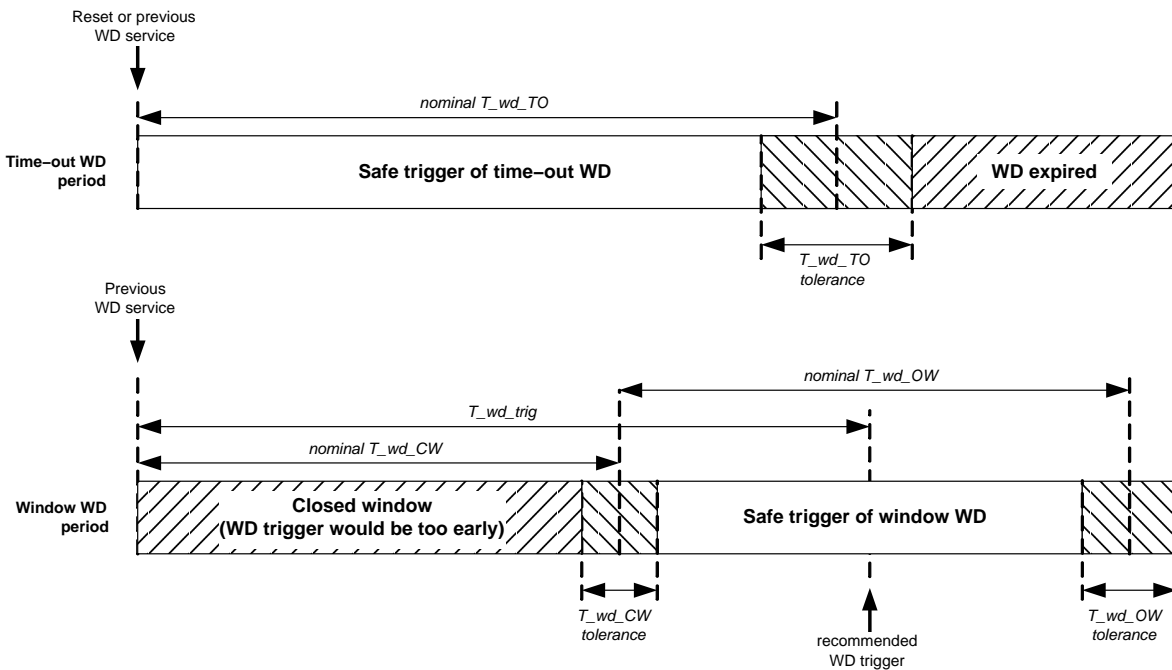 Reset or previous
WD service
nominal T_wd_TO
Time−out WD
period
Safe trigger of time−out WD
WD expired
T_wd_TO
tolerance
Previous
WD service
nominal T_wd_OW
T_wd_trig
nominal T_wd_CW
Window WD
period
Closed window
(WD trigger would be too early)
Safe trigger of window WD
T_wd_CW
tolerance
T_wd_OW
tolerance
recommended
WD trigger